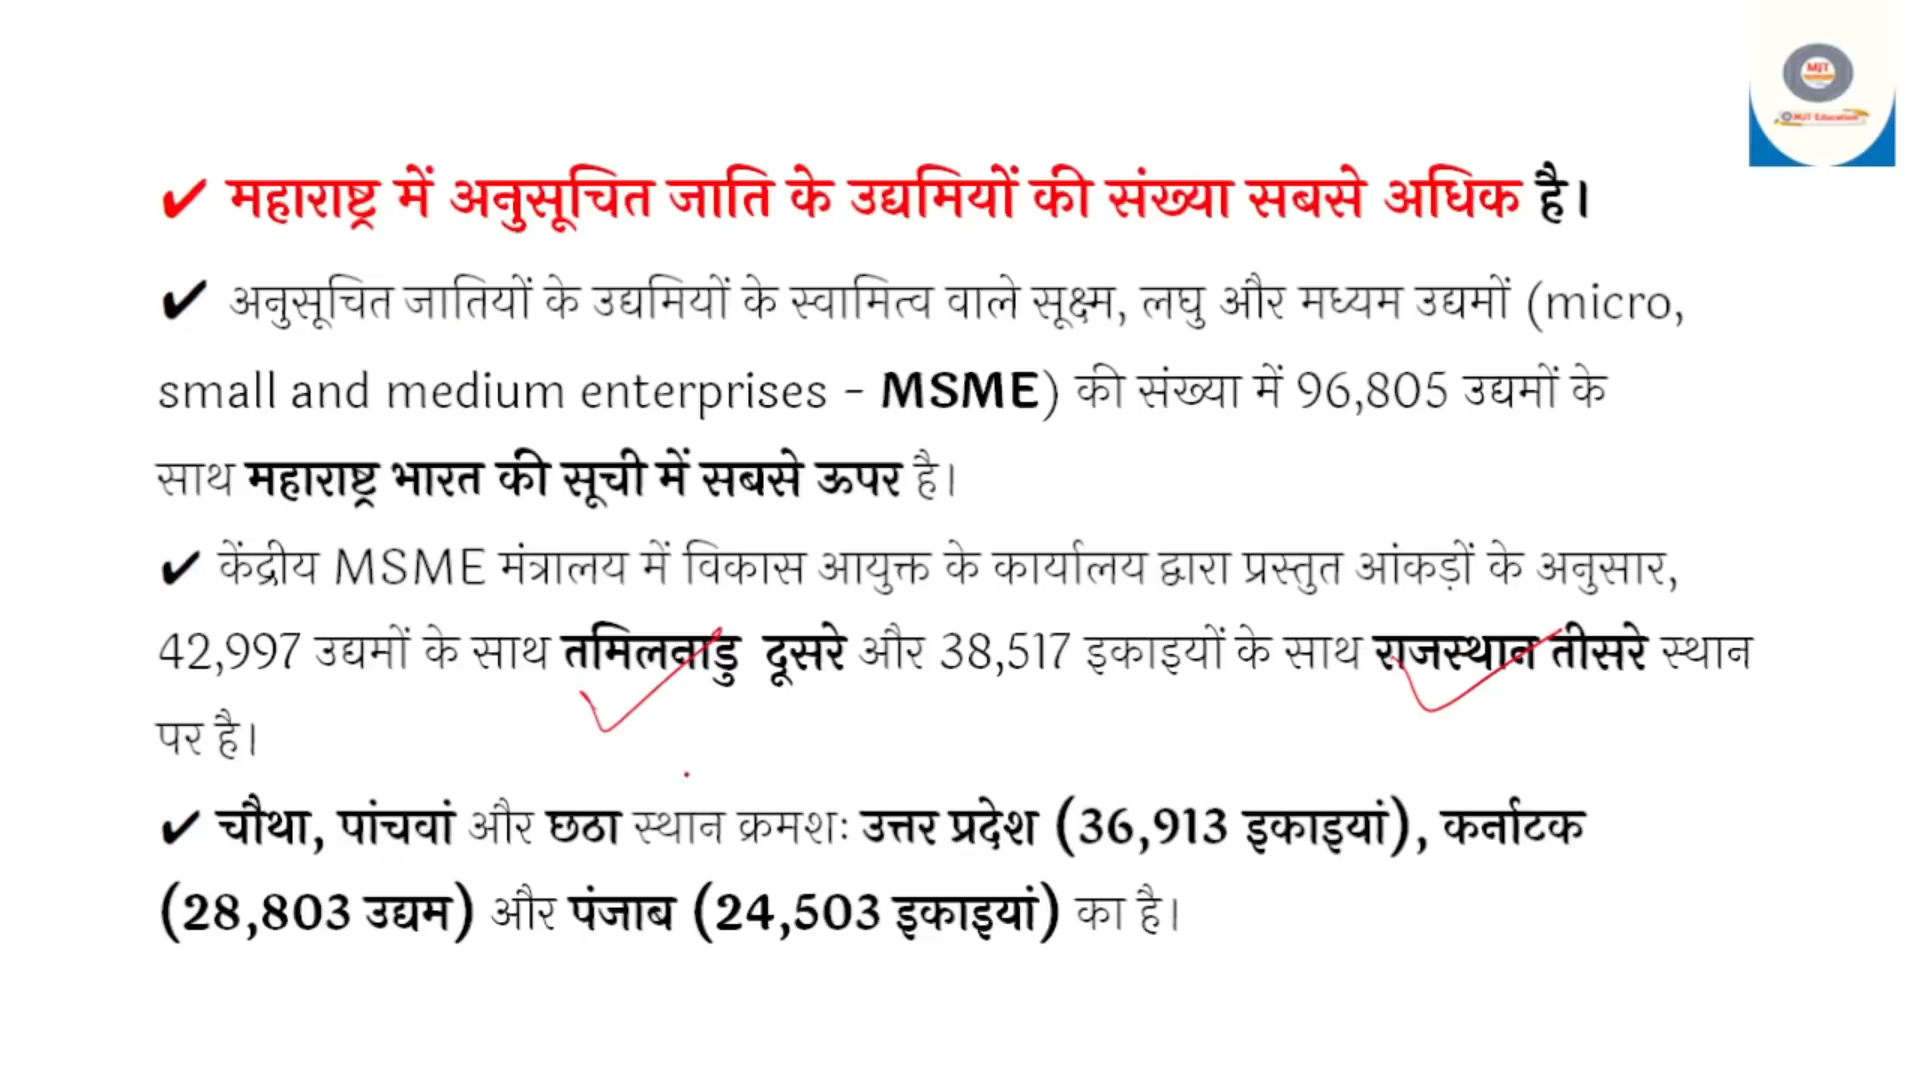 MJT
MJT Education
✔ महाराष्ट्र में अनुसूचित जाति के उद्यमियों की संख्या सबसे अधिक है।
✔ अनुसूचित जातियों के उद्यमियों के स्वामित्व वाले सूक्ष्म, लघु और मध्यम उद्यमों (micro,
small and medium enterprises - MSME) की संख्या में 96,805 उद्यमों के
साथ महाराष्ट्र भारत की सूची में सबसे ऊपर है।
✔ केंद्रीय MSME मंत्रालय में विकास आयुक्त के कार्यालय द्वारा प्रस्तुत आंकड़ों के अनुसार,
42,997 उद्यमों के साथ तमिलनाडु दूसरे और 38,517 इकाइयों के साथ राजस्थान तीसरे स्थान
पर है।
✔ चौथा, पांचवां और छठा स्थान क्रमशः उत्तर प्रदेश (36,913 इकाइयां), कर्नाटक
(28,803 उद्यम) और पंजाब (24,503 इकाइयां) का है।